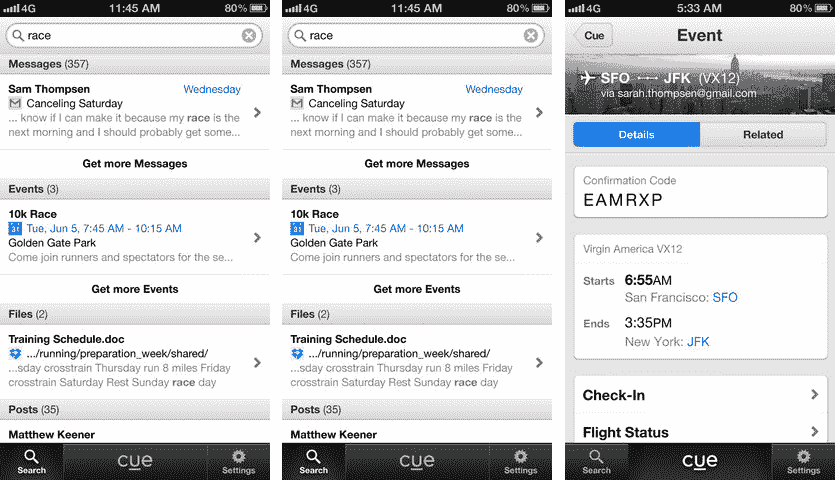 4G 11:45 AM 80%
race
Messages (357)
Sam Thompsen Wednesday
Canceling Saturday
... know if I can make it because my race is the
next morning and I should probably get some...
Get more Messages
Events (3)
10k Race
31 Tue, Jun 5, 7:45 AM - 10:15 AM
Golden Gate Park
Come join runners and spectators for the se...
Get more Events
Files (2)
Training Schedule.doc
.../running/preparation_week/shared/
...sday crosstrain Thursday run 8 miles Friday
crosstrain Saturday Rest Sunday race day
Posts (35)
Matthew Keener
Search cue Settings
4G 11:45 AM 80%
race
Messages (357)
Sam Thompsen Wednesday
Canceling Saturday
... know if I can make it because my race is the
next morning and I should probably get some...
Get more Messages
Events (3)
10k Race
31 Tue, Jun 5, 7:45 AM - 10:15 AM
Golden Gate Park
Come join runners and spectators for the se...
Get more Events
Files (2)
Training Schedule.doc
.../running/preparation_week/shared/
...sday crosstrain Thursday run 8 miles Friday
crosstrain Saturday Rest Sunday race day
Posts (35)
Matthew Keener
Search cue Settings
4G 5:33 AM 80%
Cue Event
SFO JFK (VX12)
via sarah.thompsen@gmail.com
Details Related
Confirmation Code
EAMRXP
Virgin America VX12
Starts 6:55AM
San Francisco: SFO
Ends 3:35PM
New York: JFK
Check-In
Flight Status
Search cue Settings